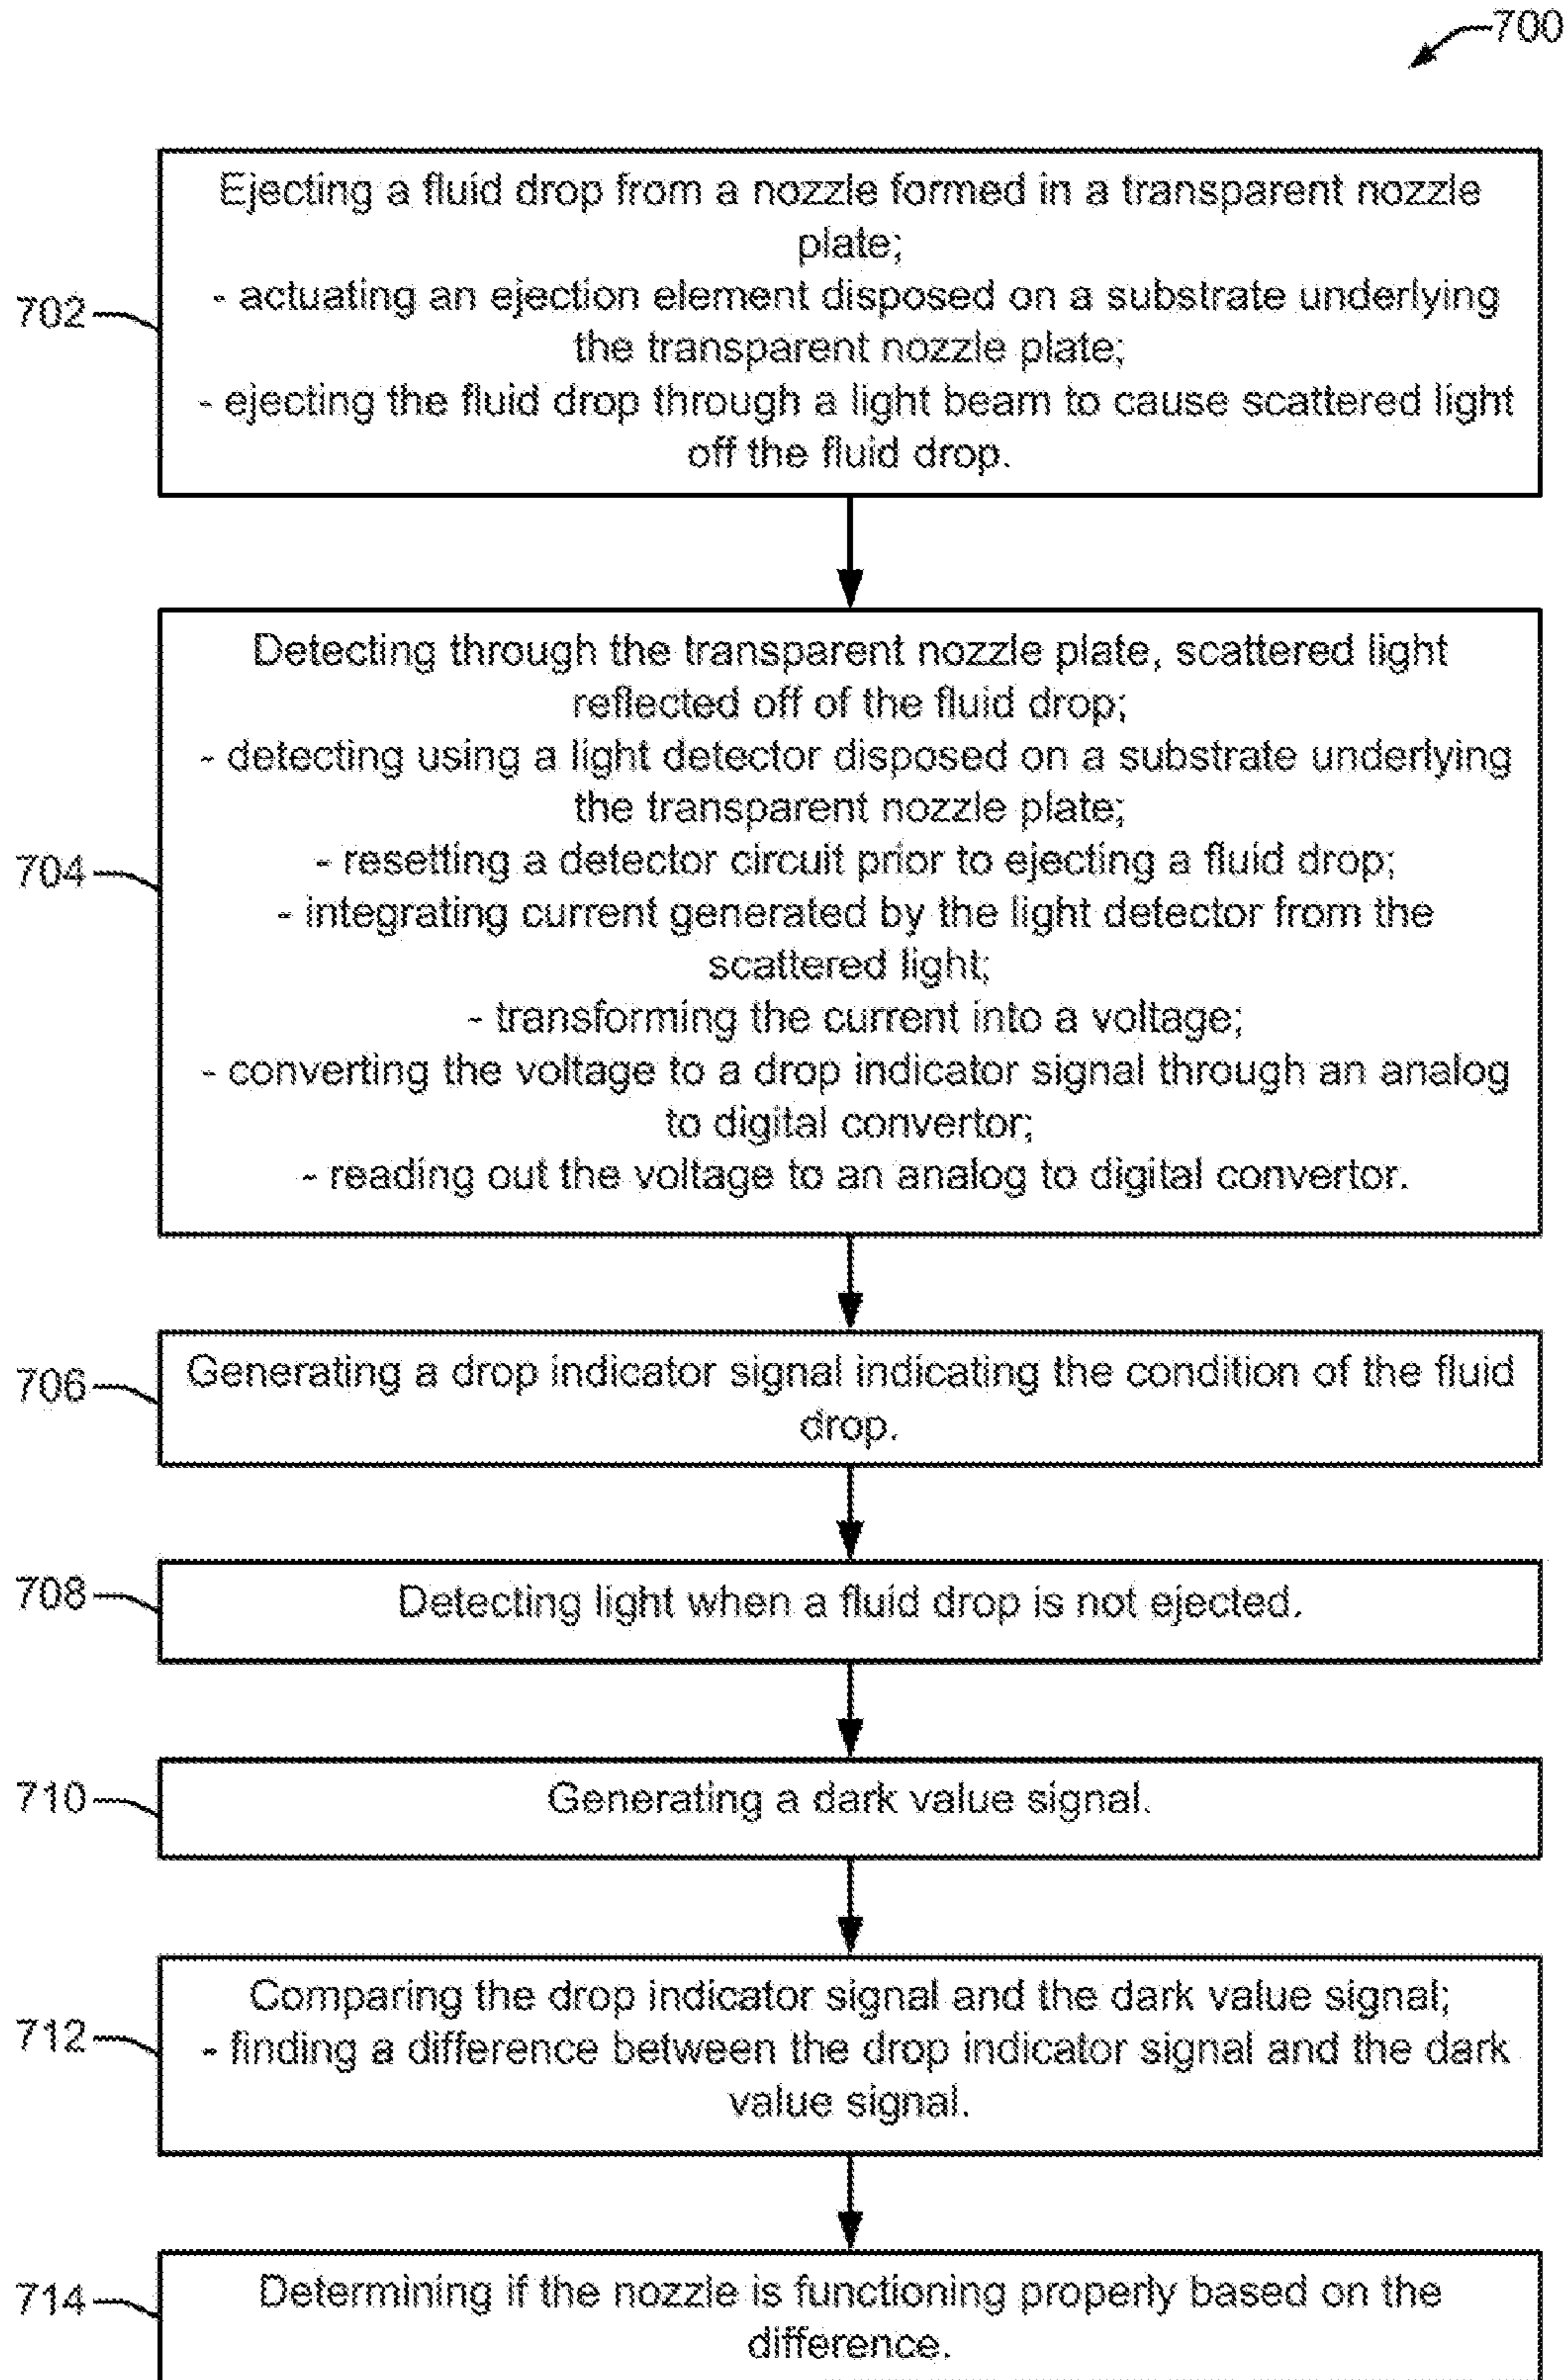 700
Ejecting a fluid drop from a nozzle formed in a transparent nozzle
plate;
- actuating an ejection element disposed on a substrate underlying
the transparent nozzle plate;
- ejecting the fluid drop through a light beam to cause scattered light
off the fluid drop.
702
Detecting through the transparent nozzle plate, scattered light
reflected off of the fluid drop;
- detecting using a light detector disposed on a substrate underlying
the transparent nozzle plate;
- resetting a detector circuit prior to ejecting a fluid drop;
- integrating current generated by the light detector from the
scattered light;
- transforming the current into a voltage;
- converting the voltage to a drop indicator signal through an analog
to digital convertor;
- reading out the voltage to an analog to digital convertor.
704
Generating a drop indicator signal indicating the condition of the fluid
drop.
706
Detecting light when a fluid drop is not ejected.
708
Generating a dark value signal.
710
Comparing the drop indicator signal and the dark value signal;
- finding a difference between the drop indicator signal and the dark
value signal.
712
Determining if the nozzle is functioning properly based on the
difference.
714